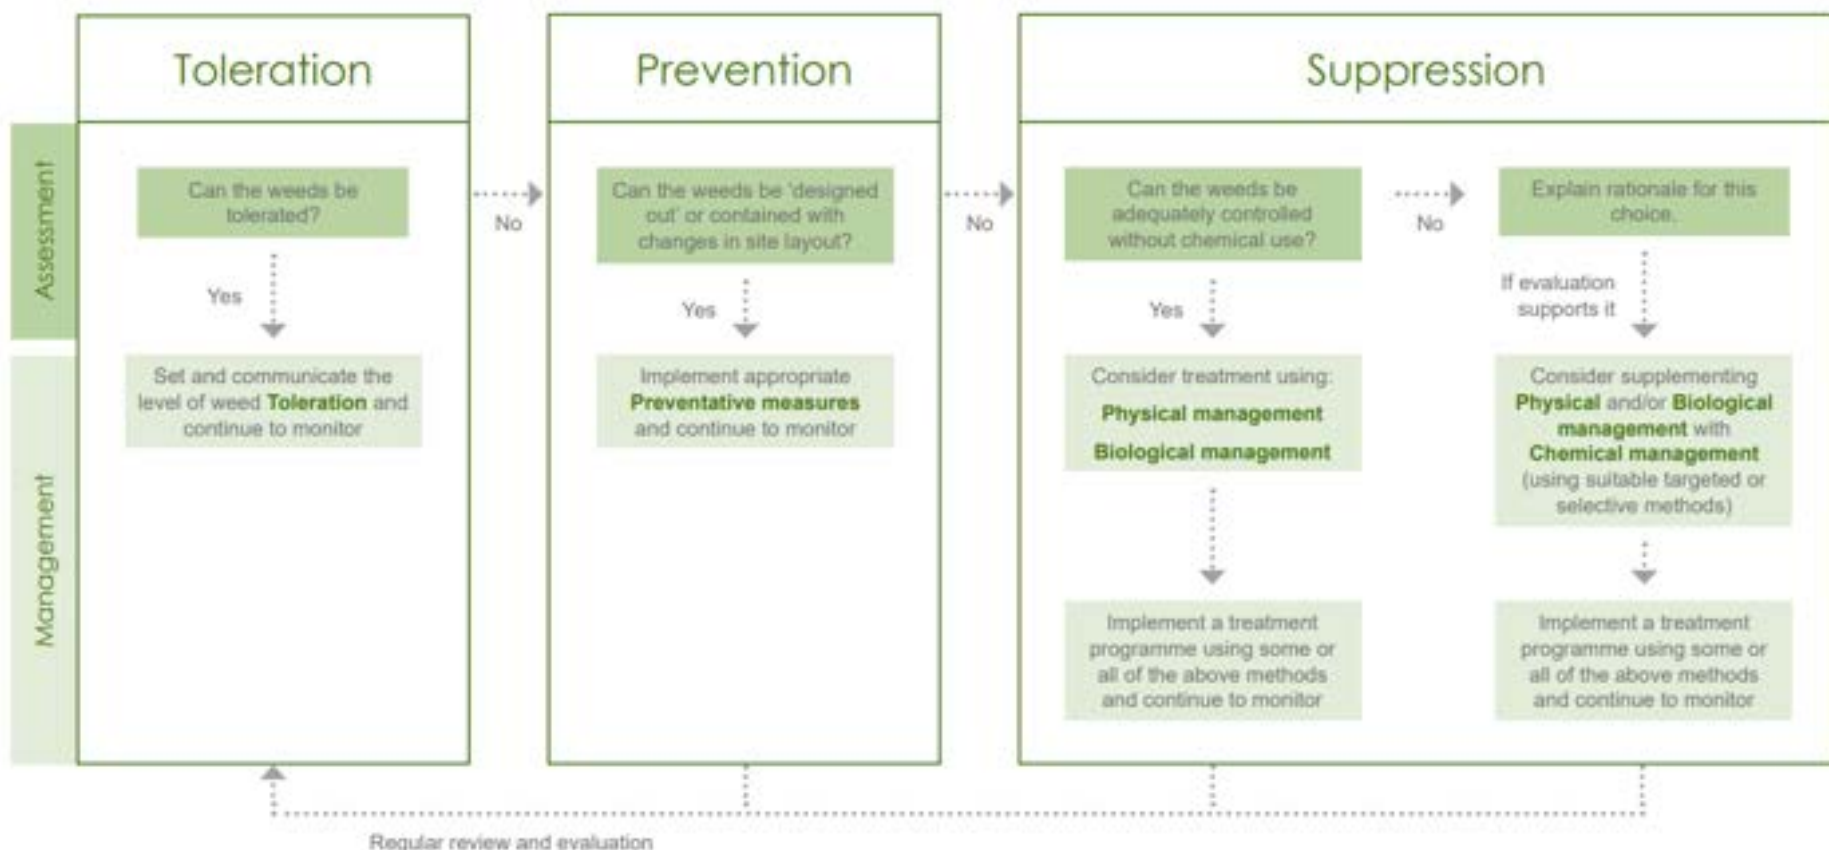 Toleration
Prevention
Suppression
Assessment
Can the weeds be
tolerated?
No
Can the weeds be 'designed
out' or contained with
changes in site layout?
No
Can the weeds be
adequately controlled
without chemical use?
No
Explain rationale for this
choice.
Yes
Yes
Yes
If evaluation
supports it
Management
Set and communicate the
level of weed Toleration and
continue to monitor
Implement appropriate
Preventative measures
and continue to monitor
Consider treatment using:
Physical management
Biological management
Consider supplementing
Physical and/or Biological
management with
Chemical management
(using suitable targeted or
selective methods)
Implement a treatment
programme using some or
all of the above methods
and continue to monitor
Implement a treatment
programme using some or
all of the above methods
and continue to monitor
Regular review and evaluation